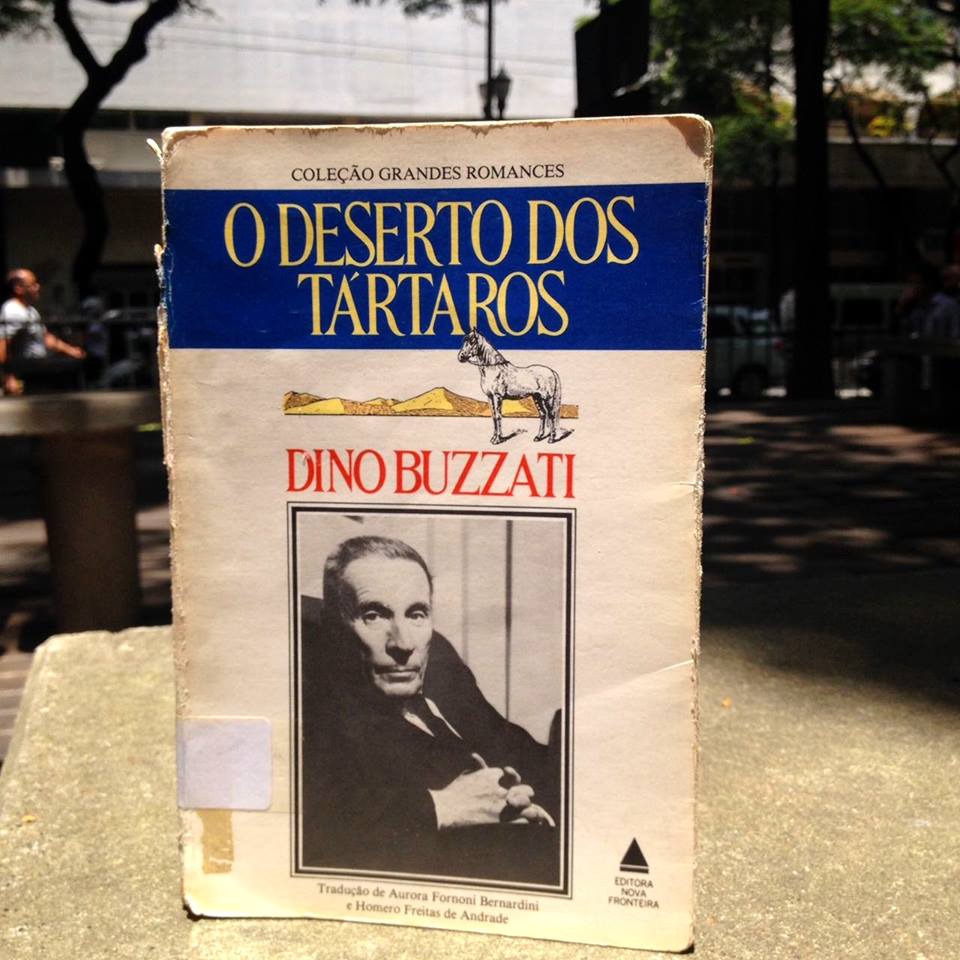 COLEÇÃO GRANDES ROMANCES
O DESERTO DOS
TÁRTAROS
DINO BUZZATI
Tradução de Aurora Fornoni Bernardini
e Homero Freitas de Andrade
EDITORA
NOVA
FRONTEIRA